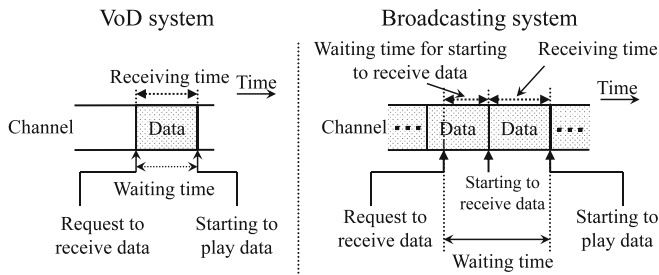 VoD system
Receiving time
Time
Channel
Data
Waiting time
Request to
receive data
Starting to
play data
Broadcasting system
Waiting time for starting
to receive data
Receiving time
Time
Channel
Data
Data
Starting to
receive data
Request to
receive data
Starting to
play data
Waiting time